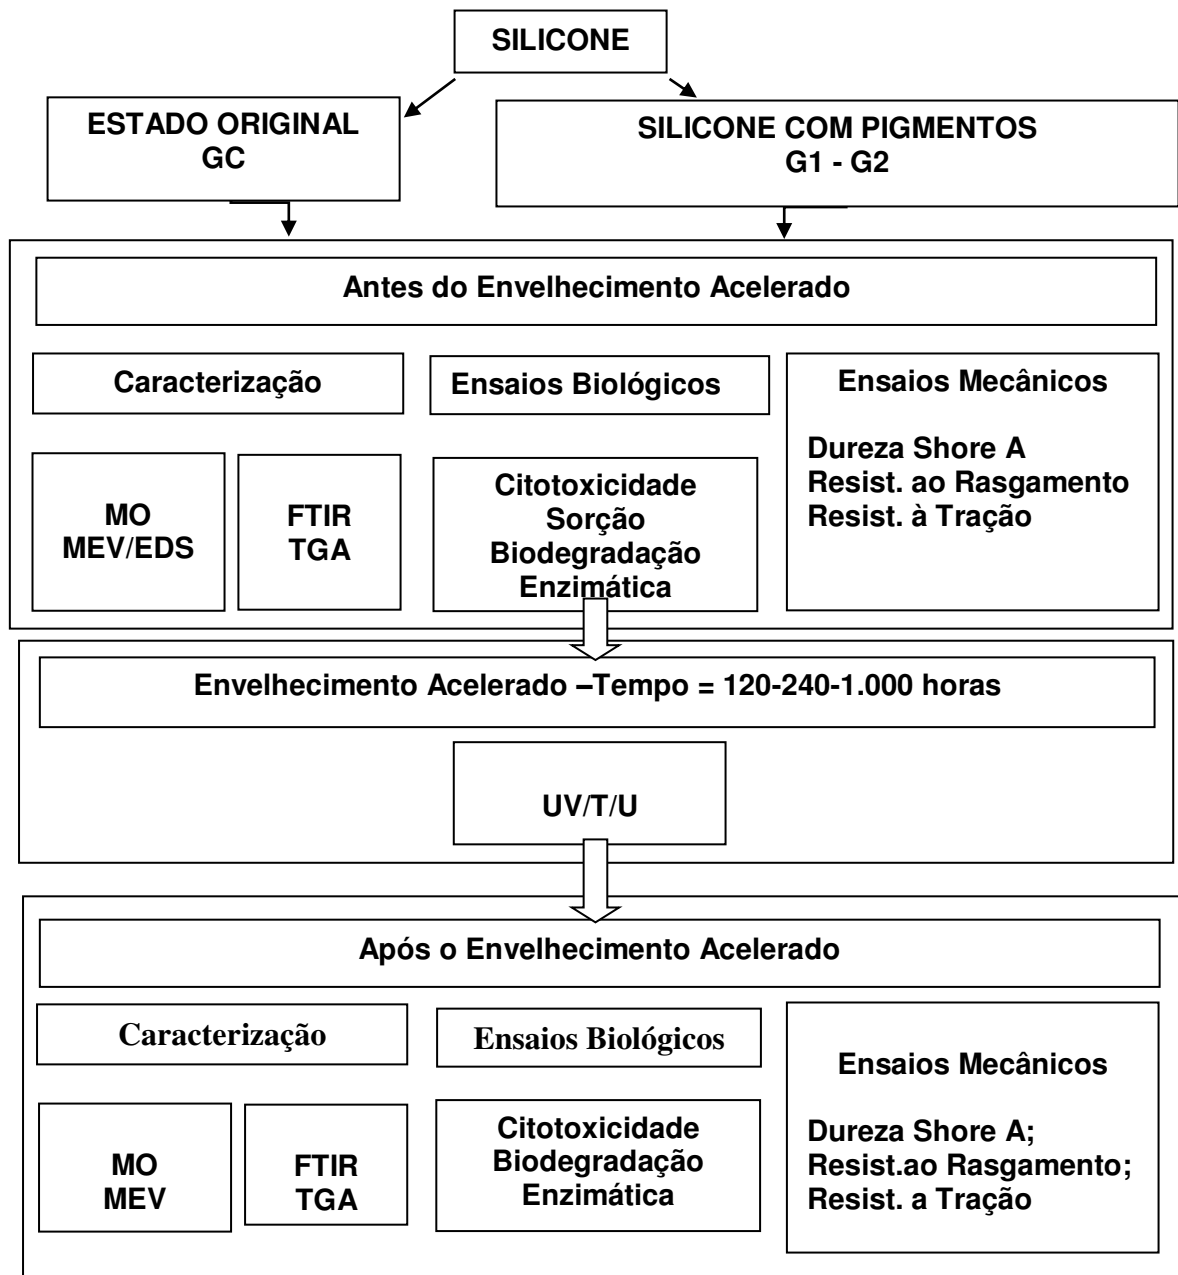 SILICONE
ESTADO ORIGINAL
GC
SILICONE COM PIGMENTOS
G1 - G2
Antes do Envelhecimento Acelerado
Caracterização
Ensaios Biológicos
Ensaios Mecânicos
Dureza Shore A
Resist. ao Rasgamento
Resist. à Tração
MO
MEV/EDS
FTIR
TGA
Citotoxicidade
Sorção
Biodegradação
Enzimática
Envelhecimento Acelerado –Tempo = 120-240-1.000 horas
UV/T/U
Após o Envelhecimento Acelerado
Caracterização
Ensaios Biológicos
Ensaios Mecânicos
Dureza Shore A;
Resist.ao Rasgamento;
Resist. a Tração
MO
MEV
FTIR
TGA
Citotoxicidade
Biodegradação
Enzimática